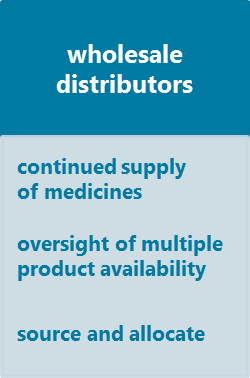 wholesale
distributors
continued supply
of medicines
oversight of multiple
product availability
source and allocate